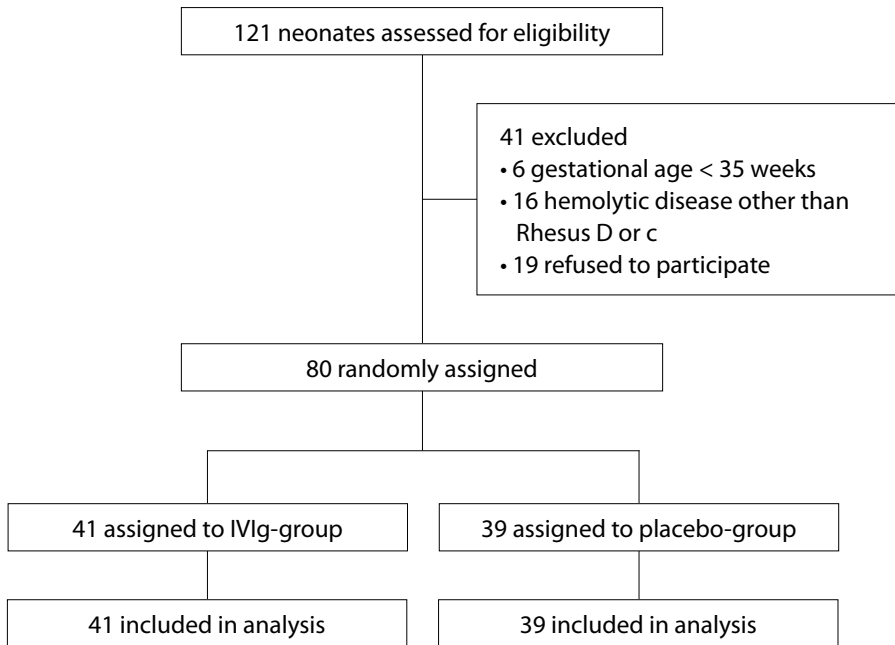 121 neonates assessed for eligibility
41 excluded
• 6 gestational age < 35 weeks
• 16 hemolytic disease other than
Rhesus D or c
• 19 refused to participate
80 randomly assigned
41 assigned to IVIg-group
39 assigned to placebo-group
41 included in analysis
39 included in analysis